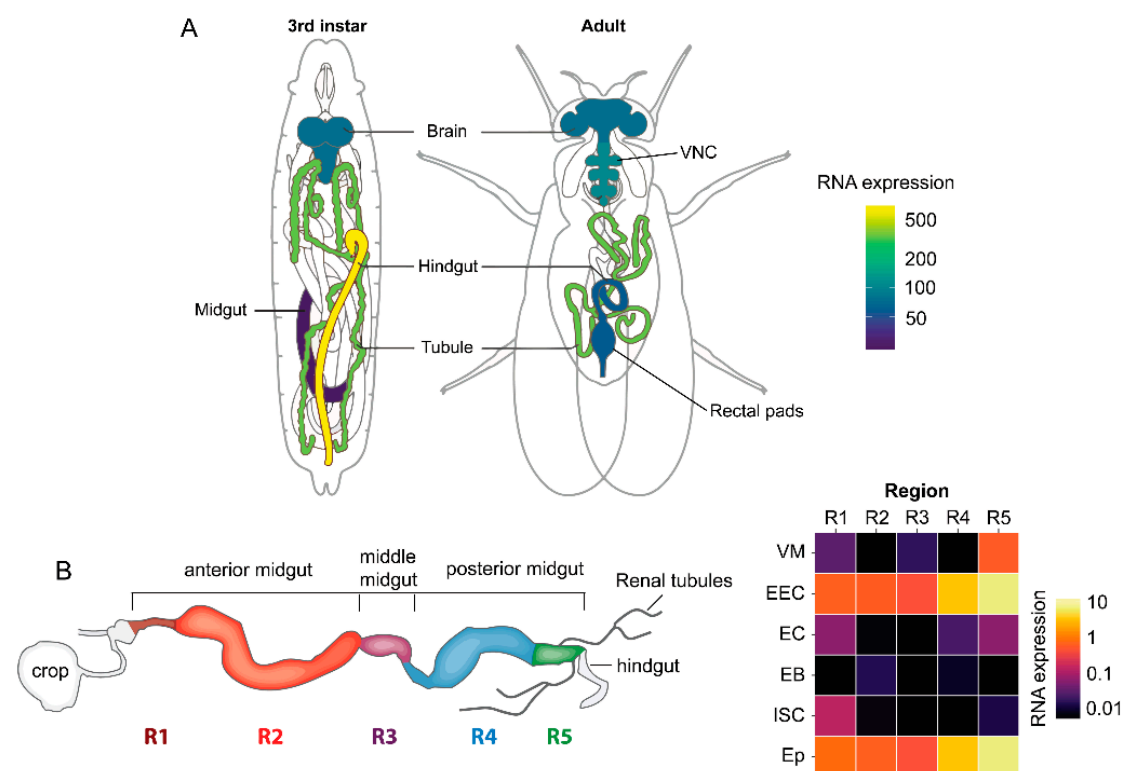 A
3rd instar
Adult
Brain
VNC
RNA expression
500
200
100
50
Hindgut
Midgut
Tubule
Rectal pads
B
anterior midgut
middle
midgut
posterior midgut
Renal tubules
crop
hindgut
R1 R2 R3 R4 R5
Region
R1 R2 R3 R4 R5
VM
EEC
EC
EB
ISC
Ep
RNA expression
10
1
0.1
0.01